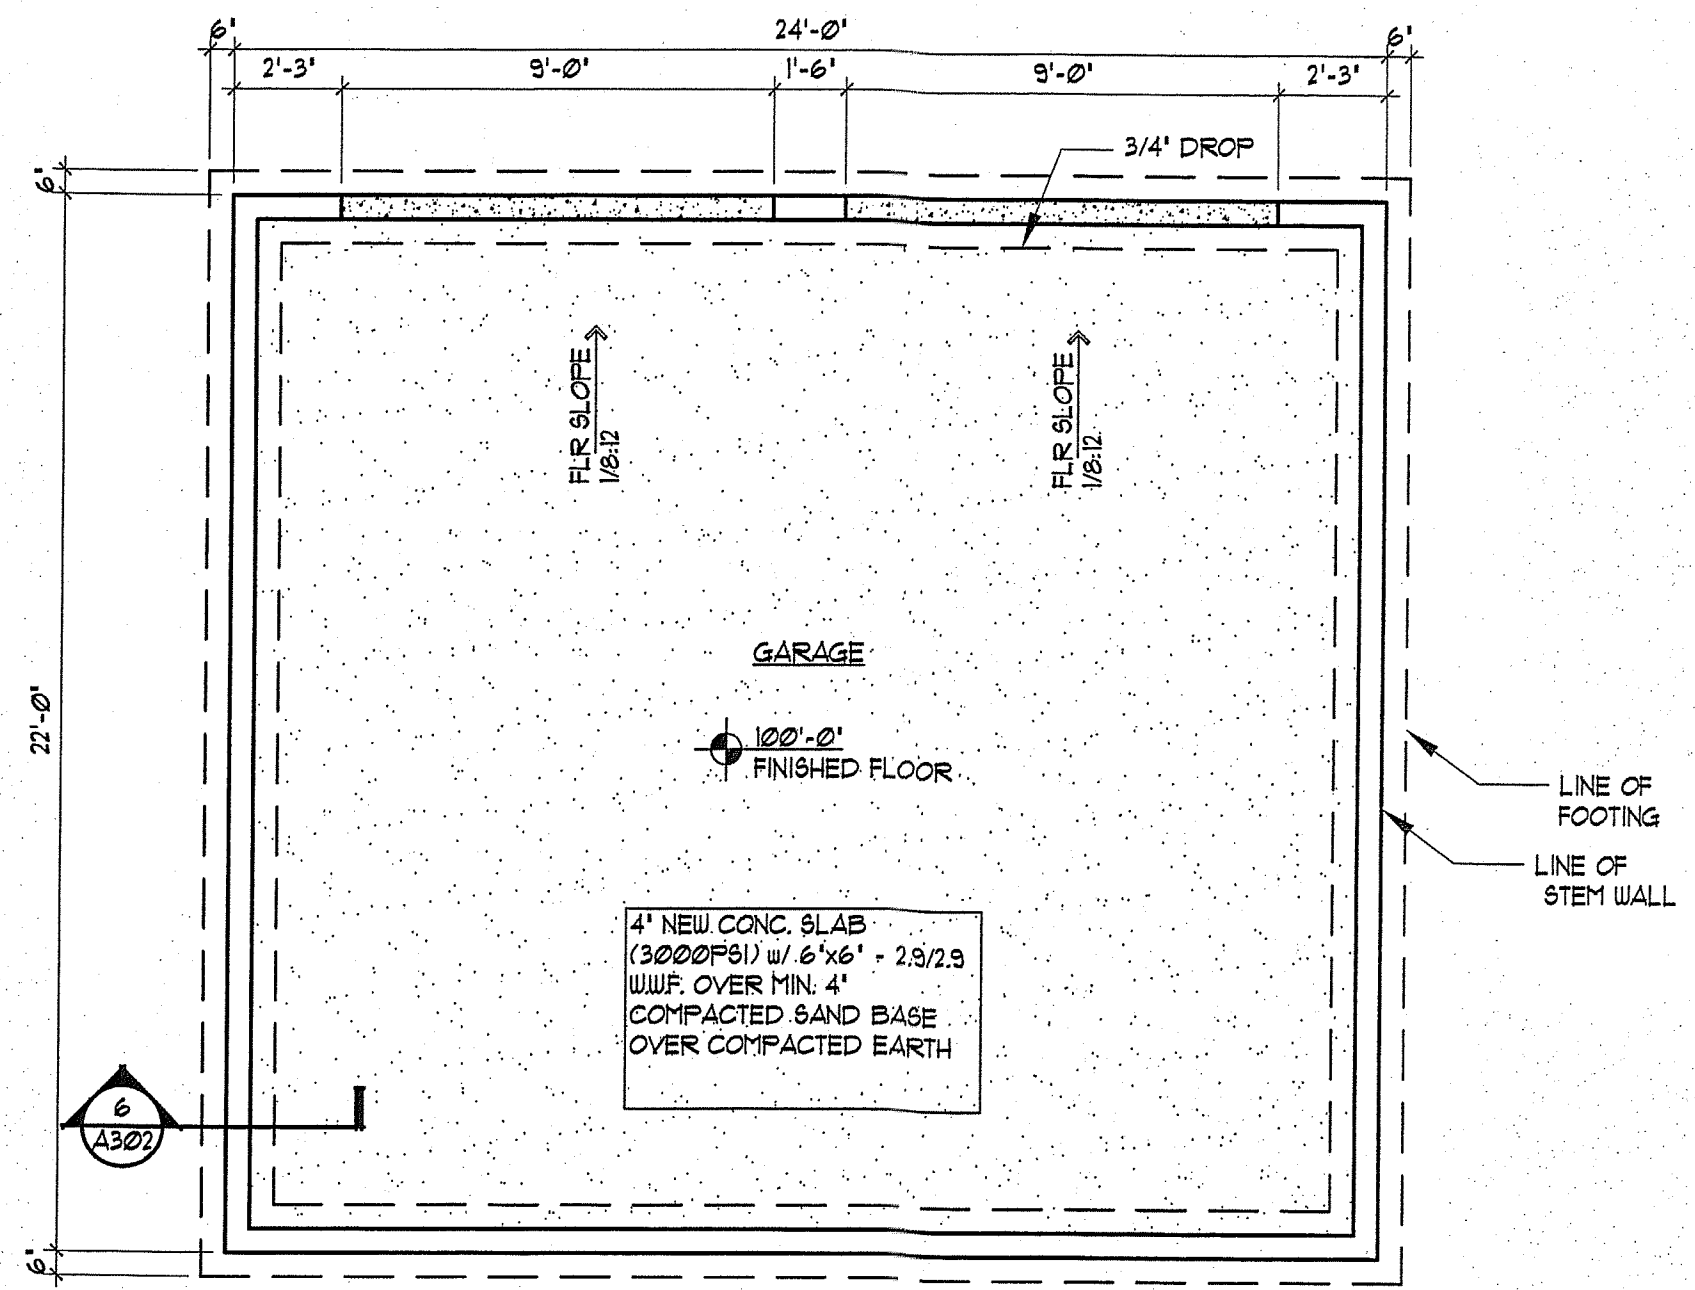 6" 24'-0" 6"
2'-3" 9'-0" 1'-6" 9'-0" 2'-3"
3/4" DROP
6"
FLR SLOPE
1/8:12
FLR SLOPE
1/8:12
GARAGE
22'-0"
100'-0"
FINISHED FLOOR
LINE OF
FOOTING
LINE OF
STEM WALL
4" NEW CONC. SLAB
(3000PSI) w/ 6"x6" - 2.9/2.9
W.W.F. OVER MIN. 4"
COMPACTED SAND BASE
OVER COMPACTED EARTH
6
A302
6"